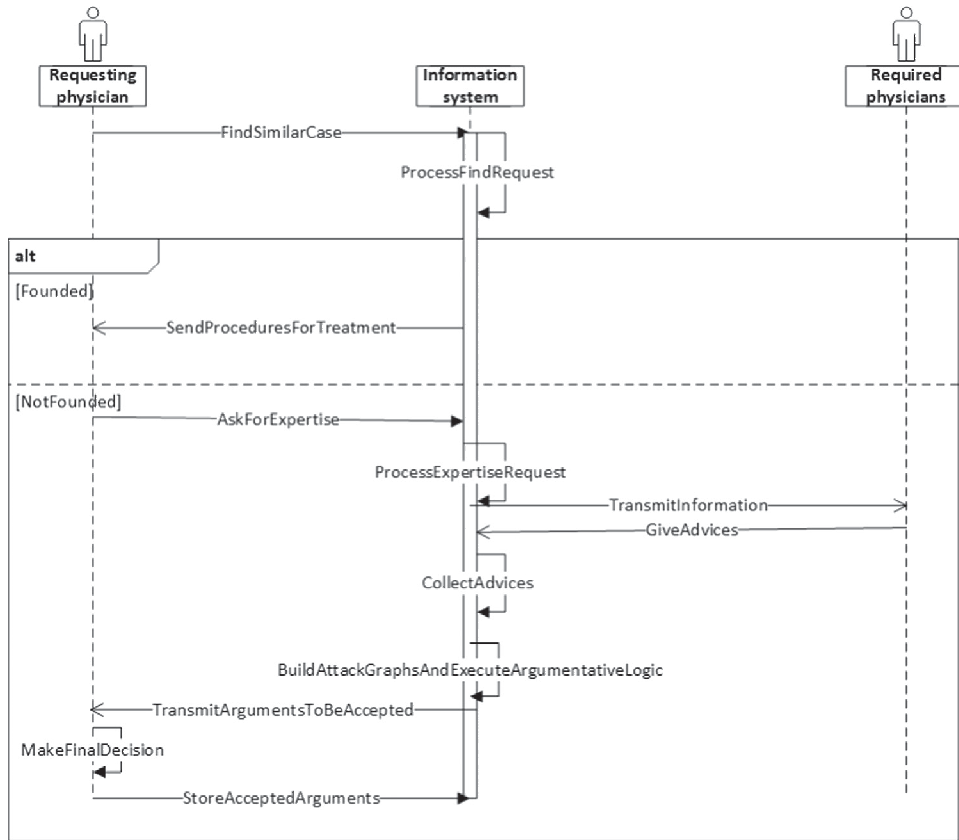 Requesting
physician
Information
system
Required
physicians
FindSimilarCase
ProcessFindRequest
alt
[Founded]
SendProceduresForTreatment
[NotFounded]
AskForExpertise
ProcessExpertiseRequest
TransmitInformation
GiveAdvices
CollectAdvices
BuildAttackGraphsAndExecuteArgumentativeLogic
TransmitArgumentsToBeAccepted
MakeFinalDecision
StoreAcceptedArguments